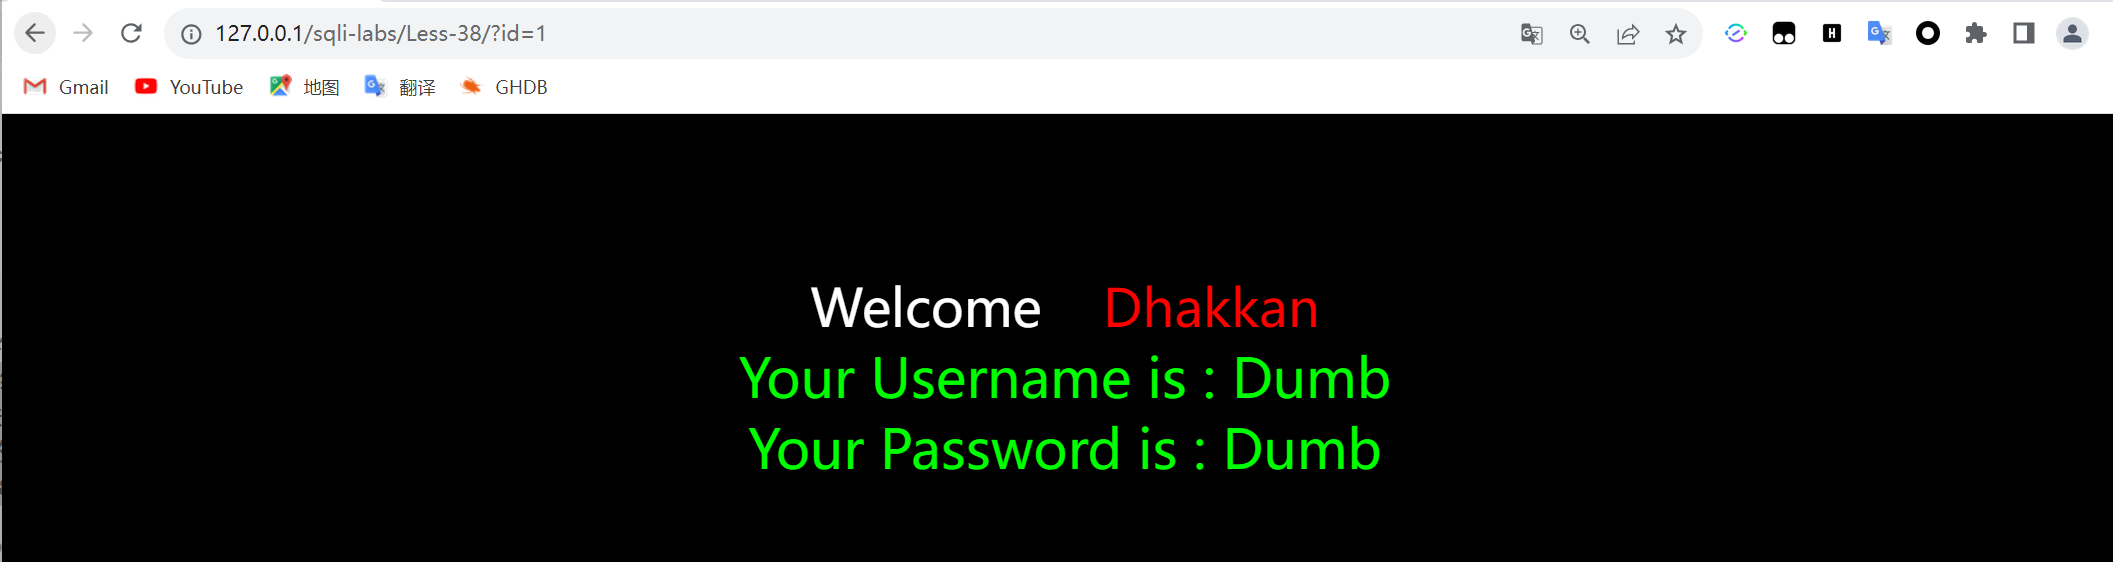 127.0.0.1/sqli-labs/Less-38/?id=1
Gmail YouTube 地图 翻译 GHDB
Welcome Dhakkan
Your Username is : Dumb
Your Password is : Dumb